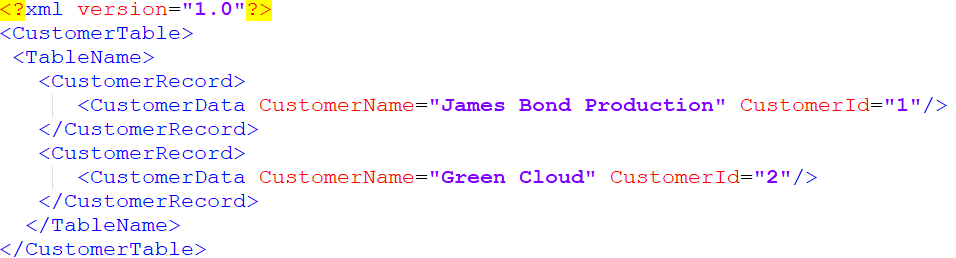 <?xml version="1.0"?>
<CustomerTable>
<TableName>
<CustomerRecord>
<CustomerData CustomerName="James Bond Production" CustomerId="1"/>
</CustomerRecord>
<CustomerRecord>
<CustomerData CustomerName="Green Cloud" CustomerId="2"/>
</CustomerRecord>
</TableName>
</CustomerTable>